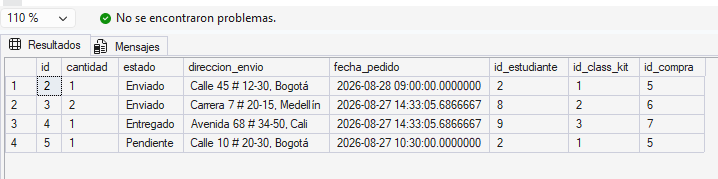 110 % No se encontraron problemas.
Resultados Mensajes
id cantidad estado direccion_envio fecha_pedido id_estudiante id_class_kit id_compra
1 2 1 Enviado Calle 45 # 12-30, Bogotá 2026-08-28 09:00:00.0000000 2 1 5
2 3 2 Enviado Carrera 7 # 20-15, Medellín 2026-08-27 14:33:05.6866667 8 2 6
3 4 1 Entregado Avenida 68 # 34-50, Cali 2026-08-27 14:33:05.6866667 9 3 7
4 5 1 Pendiente Calle 10 # 20-30, Bogotá 2026-08-27 10:30:00.0000000 2 1 5